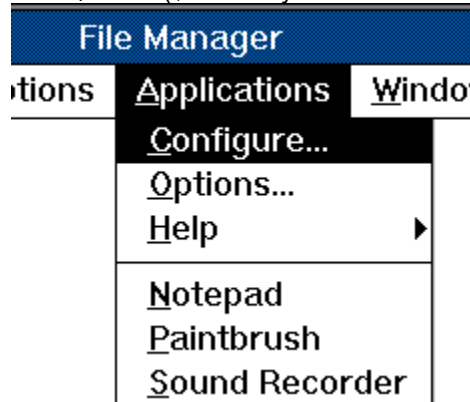 File Manager
Applications
Configure...
Options...
Help
Notepad
Paintbrush
Sound Recorder